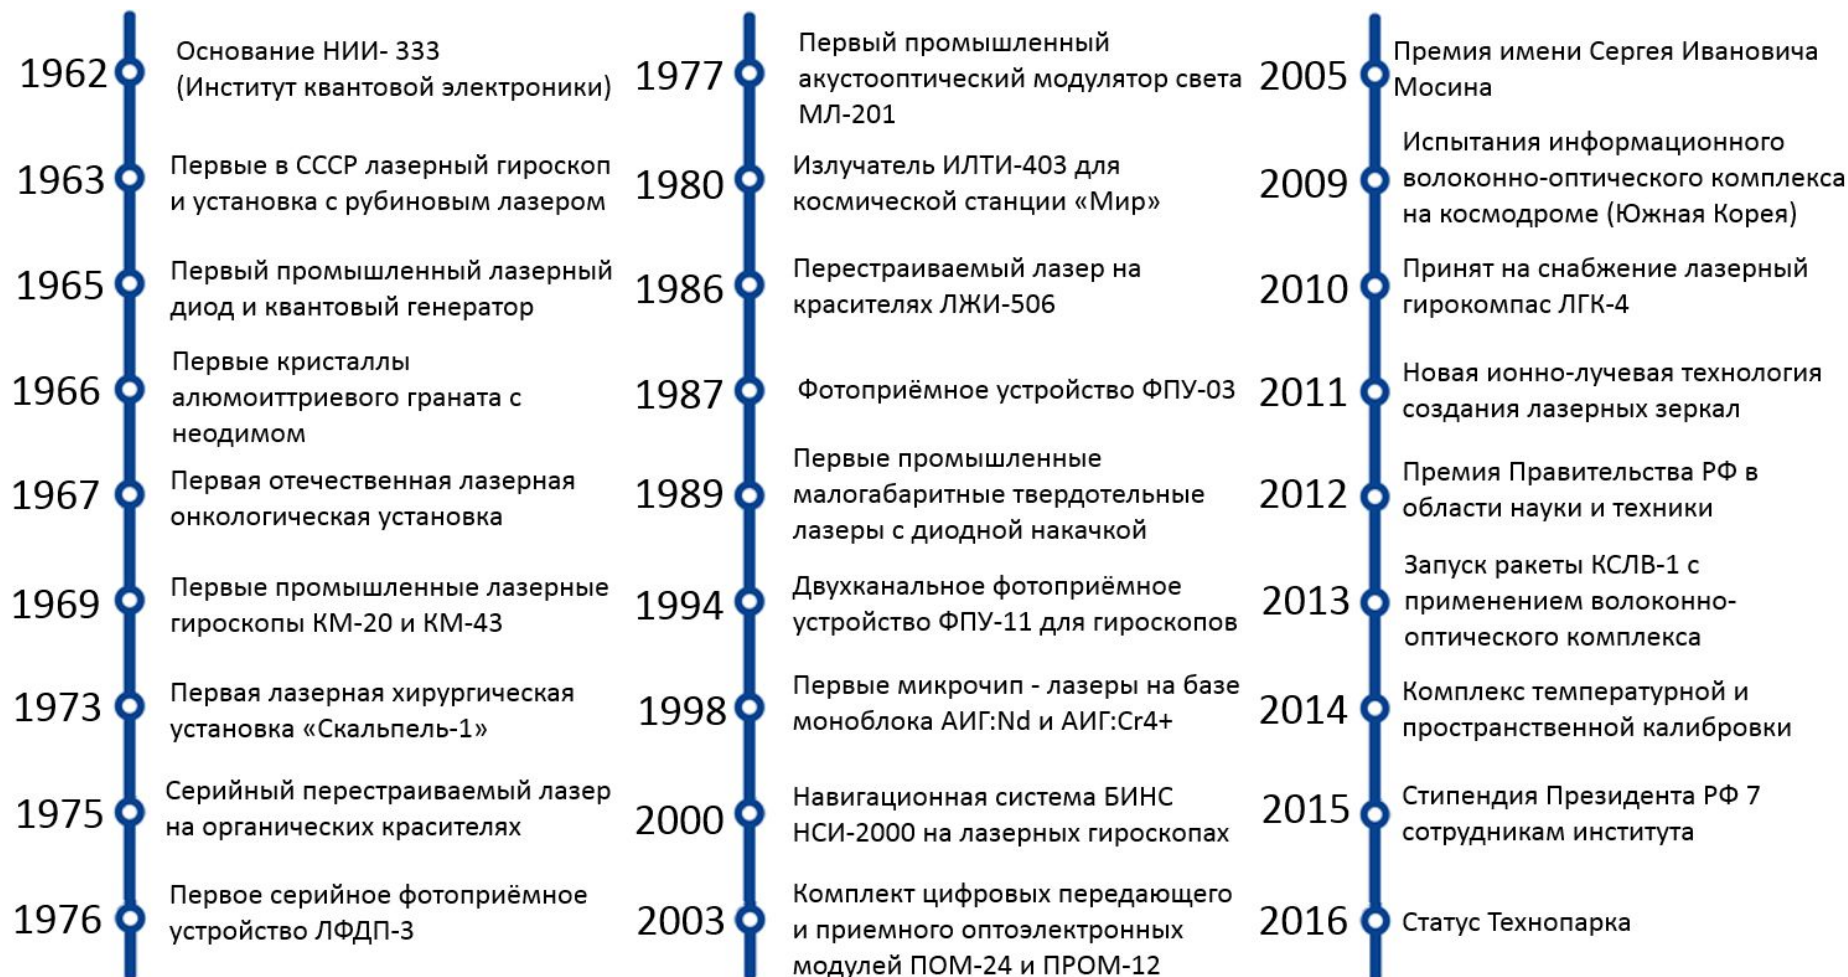 1962
Основание НИИ- 333
(Институт квантовой электроники)
1963
Первые в СССР лазерный гироскоп
и установка с рубиновым лазером
1965
Первый промышленный лазерный
диод и квантовый генератор
1966
Первые кристаллы
алюмоиттриевого граната с
неодимом
1967
Первая отечественная лазерная
онкологическая установка
1969
Первые промышленные лазерные
гироскопы КМ-20 и КМ-43
1973
Первая лазерная хирургическая
установка «Скальпель-1»
1975
Серийный перестраиваемый лазер
на органических красителях
1976
Первое серийное фотоприёмное
устройство ЛФДП-3
1977
Первый промышленный
акустооптический модулятор света
МЛ-201
1980
Излучатель ИЛТИ-403 для
космической станции «Мир»
1986
Перестраиваемый лазер на
красителях ЛЖИ-506
1987
Фотоприёмное устройство ФПУ-03
1989
Первые промышленные
малогабаритные твердотельные
лазеры с диодной накачкой
1994
Двухканальное фотоприёмное
устройство ФПУ-11 для гироскопов
1998
Первые микрочип - лазеры на базе
моноблока АИГ:Nd и АИГ:Cr4+
2000
Навигационная система БИНС
НСИ-2000 на лазерных гироскопах
2003
Комплект цифровых передающего
и приемного оптоэлектронных
модулей ПОМ-24 и ПРОМ-12
2005
Премия имени Сергея Ивановича
Мосина
2009
Испытания информационного
волоконно-оптического комплекса
на космодроме (Южная Корея)
2010
Принят на снабжение лазерный
гирокомпас ЛГК-4
2011
Новая ионно-лучевая технология
создания лазерных зеркал
2012
Премия Правительства РФ в
области науки и техники
2013
Запуск ракеты КСЛВ-1 с
применением волоконно-
оптического комплекса
2014
Комплекс температурной и
пространственной калибровки
2015
Стипендия Президента РФ 7
сотрудникам института
2016
Статус Технопарка